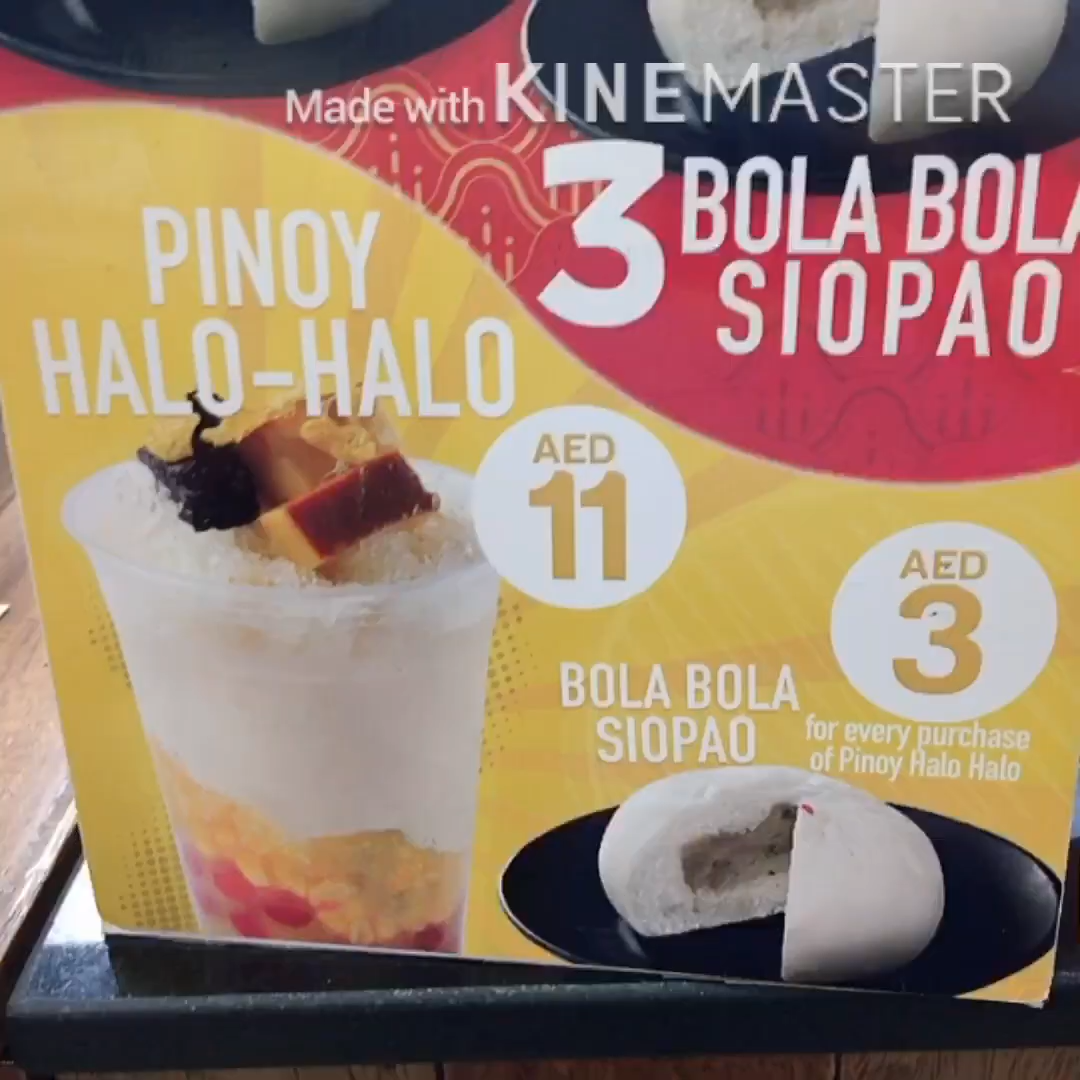 Made with KINEMASTER
3 BOLA BOLA
SIOPAO
PINOY
HALO-HALO
AED
11
AED
3
BOLA BOLA
SIOPAO
for every purchase
of Pinoy Halo Halo